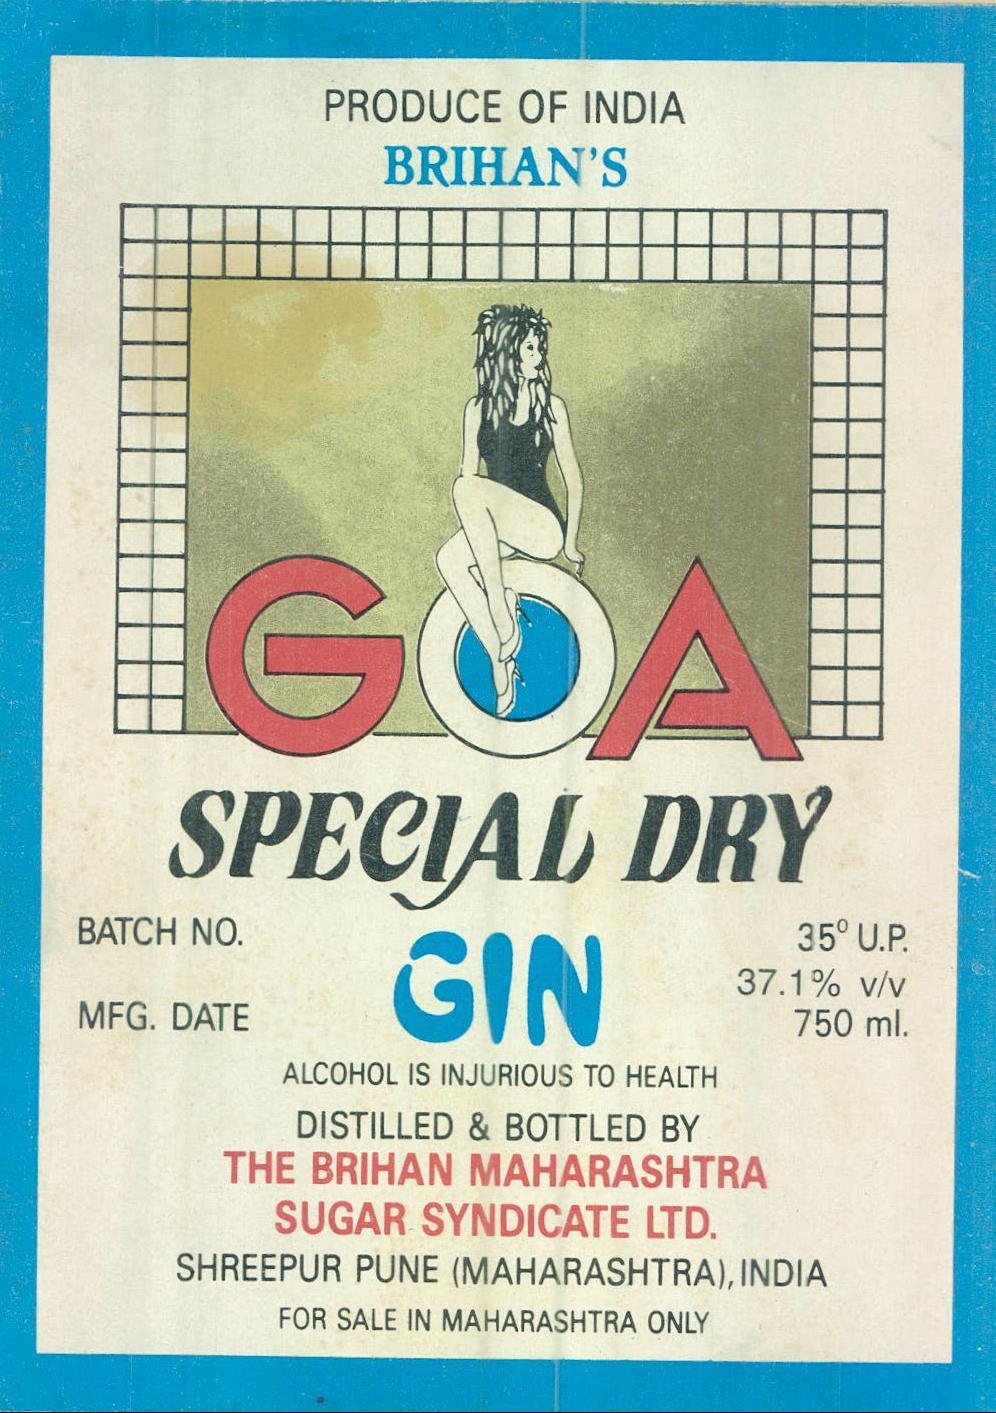 PRODUCE OF INDIA
BRIHAN'S
GOA
SPECIAL DRY
GIN
BATCH NO.
MFG. DATE
35° U.P.
37.1% v/v
750 ml.
ALCOHOL IS INJURIOUS TO HEALTH
DISTILLED & BOTTLED BY
THE BRIHAN MAHARASHTRA
SUGAR SYNDICATE LTD.
SHREEPUR PUNE (MAHARASHTRA), INDIA
FOR SALE IN MAHARASHTRA ONLY